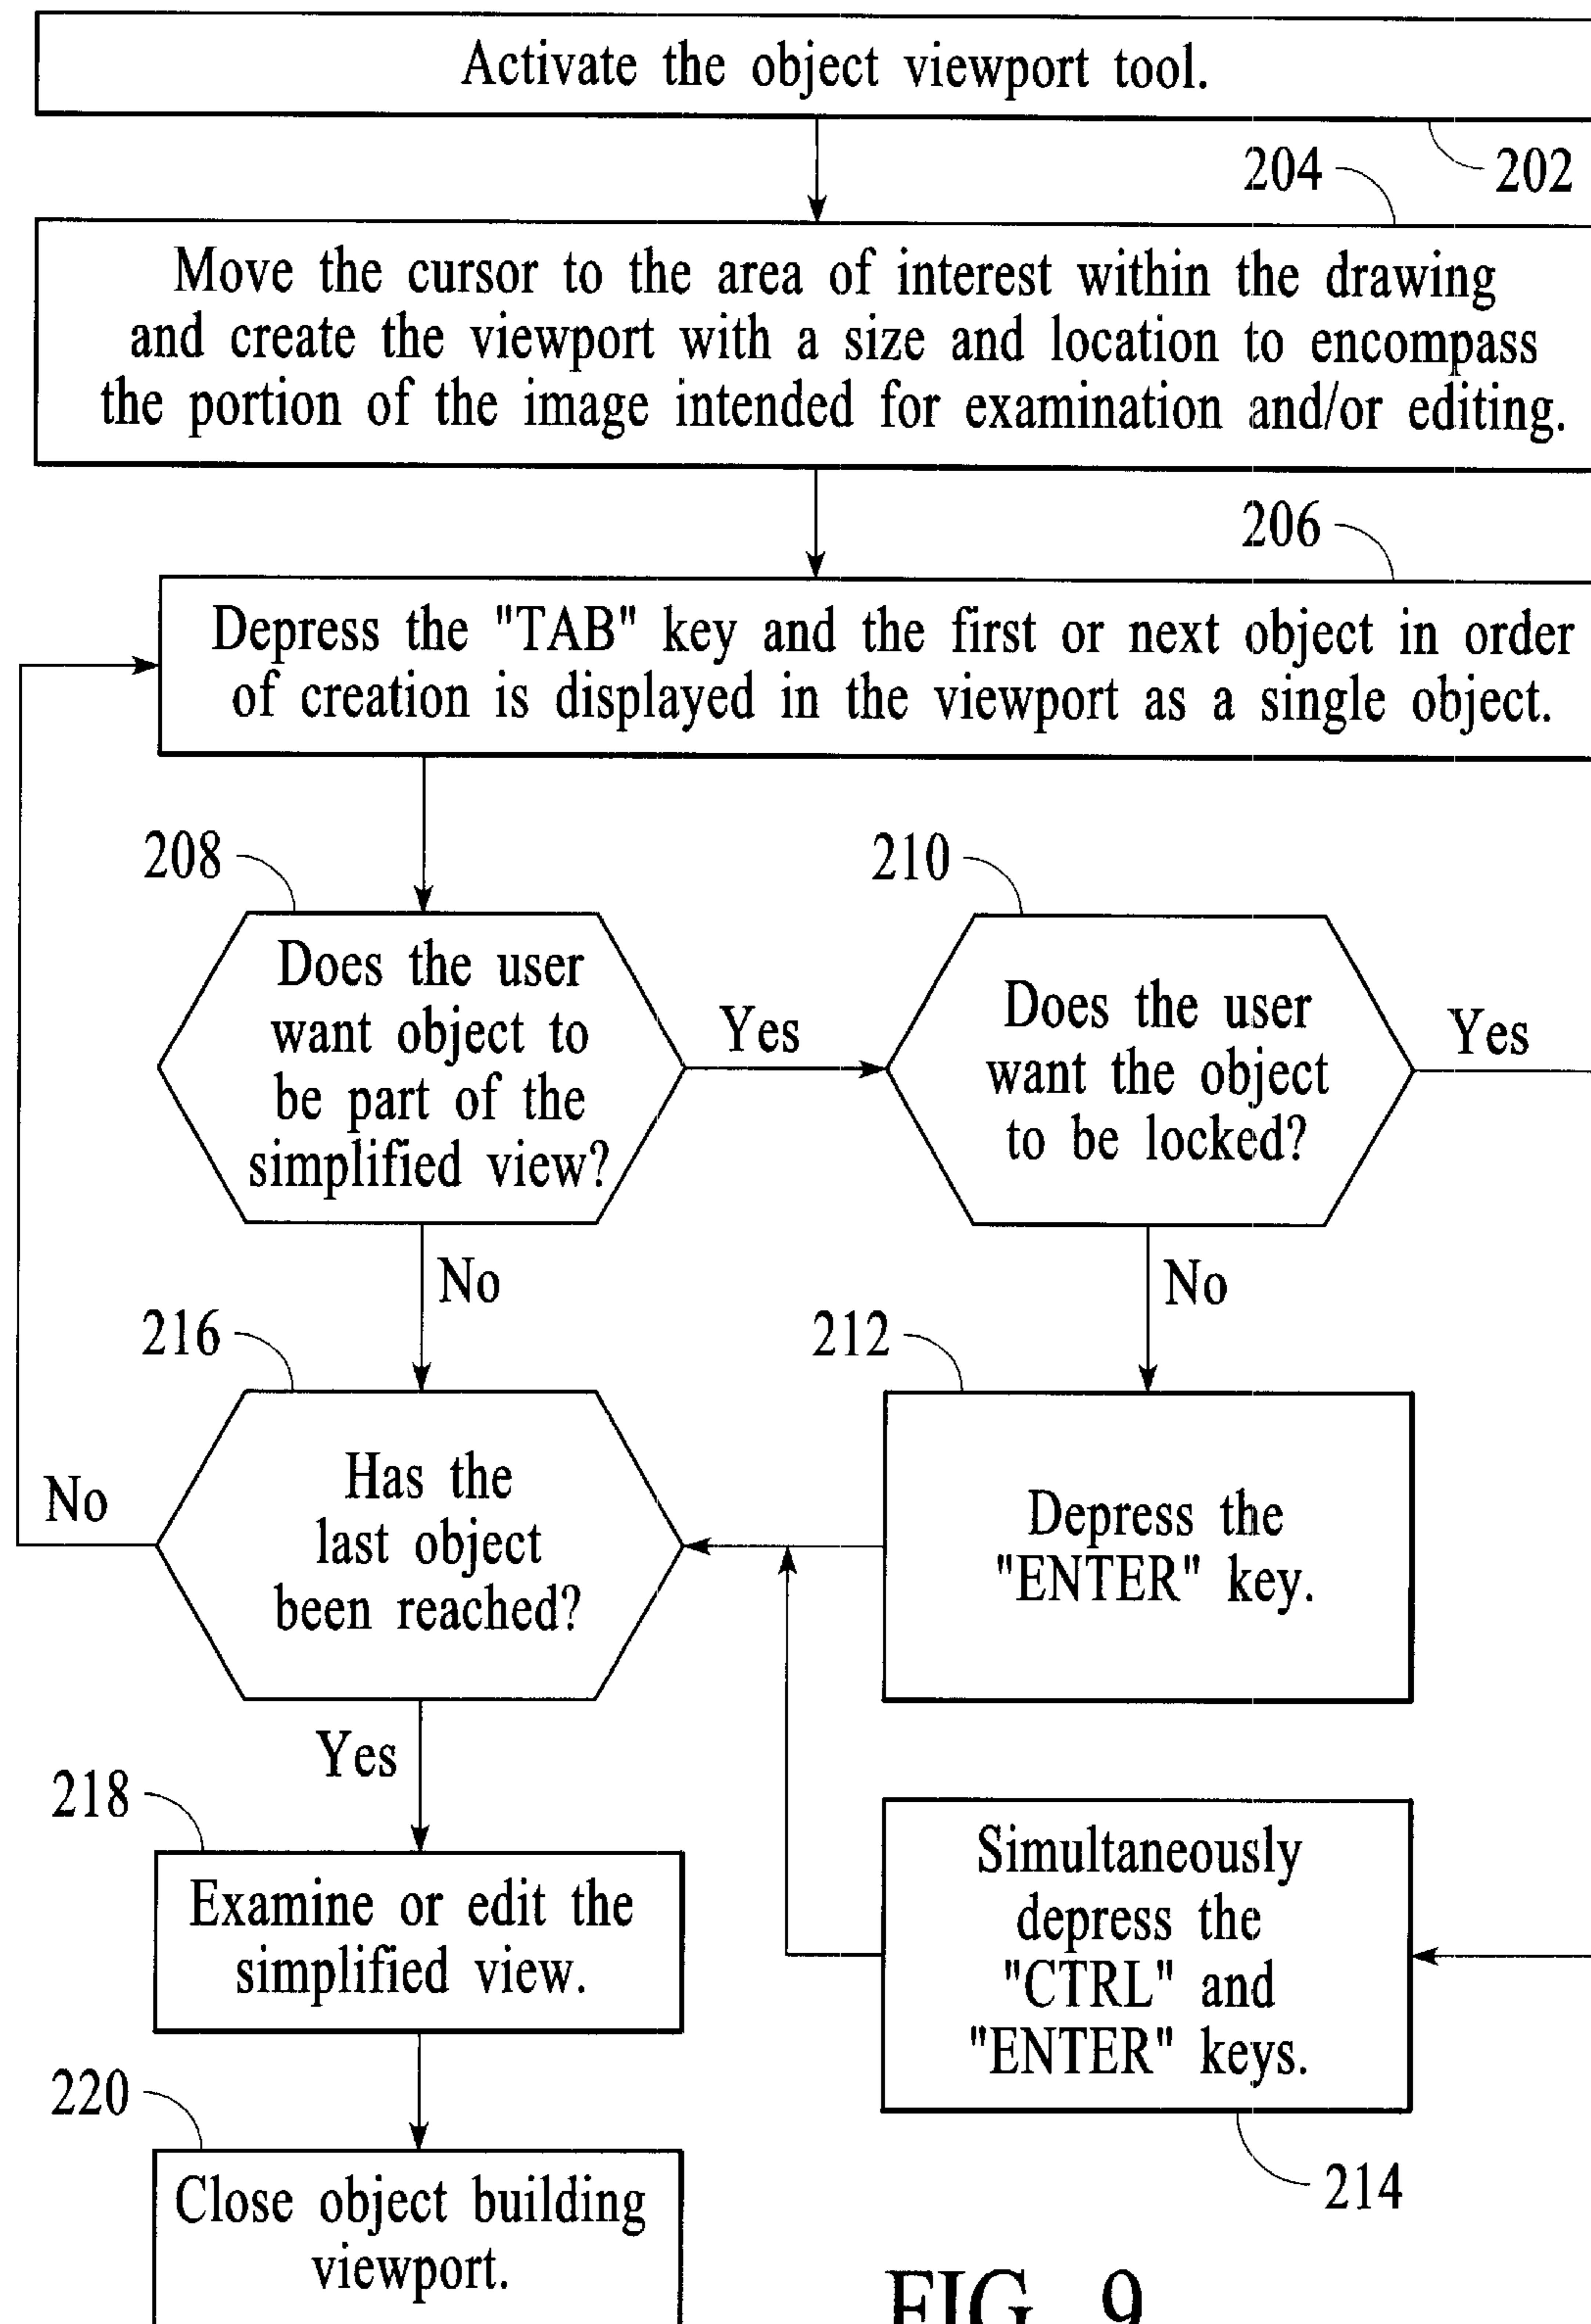 Activate the object viewport tool.
202
204
Move the cursor to the area of interest within the drawing
and create the viewport with a size and location to encompass
the portion of the image intended for examination and/or editing.
206
Depress the "TAB" key and the first or next object in order
of creation is displayed in the viewport as a single object.
208
Does the user
want object to
be part of the
simplified view?
Yes
210
Does the user
want the object
to be locked?
Yes
No
No
216
Has the
last object
been reached?
No
212
Depress the
"ENTER" key.
Yes
218
Examine or edit the
simplified view.
Simultaneously
depress the
"CTRL" and
"ENTER" keys.
214
220
Close object building
viewport.
FIG. 9